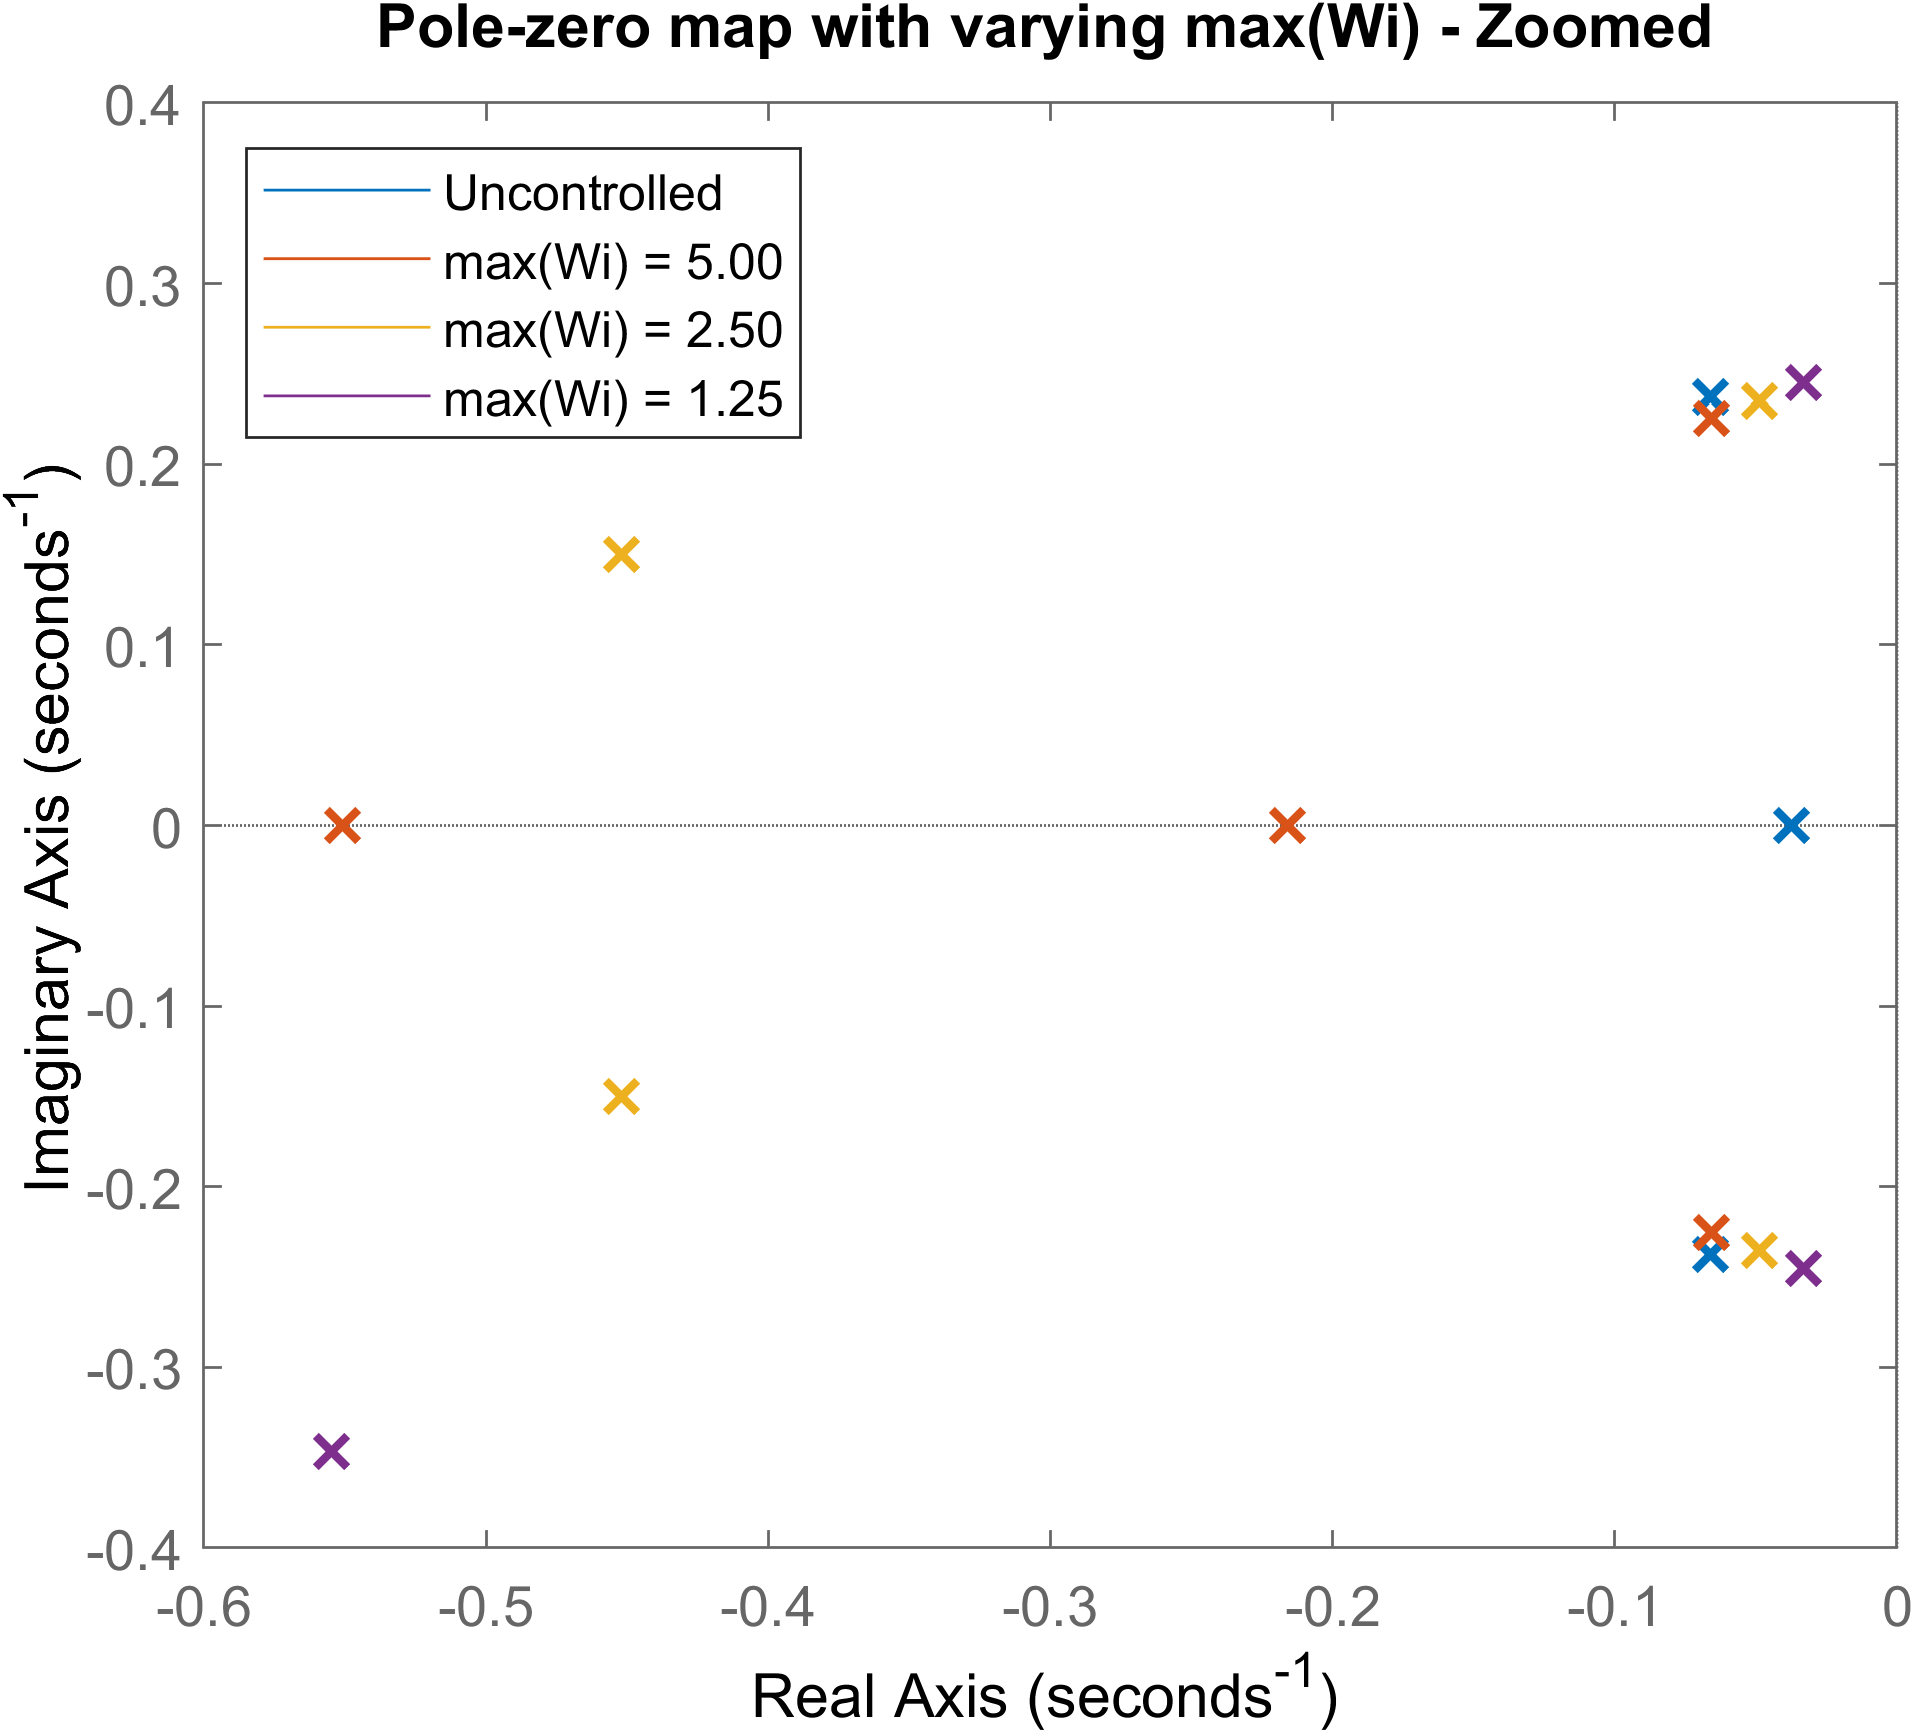 Pole-zero map with varying max(Wi) - Zoomed
0.4
0.3
0.2
0.1
0
-0.1
-0.2
-0.3
-0.4
Imaginary Axis (seconds⁻¹)
Uncontrolled
max(Wi) = 5.00
max(Wi) = 2.50
max(Wi) = 1.25
-0.6 -0.5 -0.4 -0.3 -0.2 -0.1 0
Real Axis (seconds⁻¹)